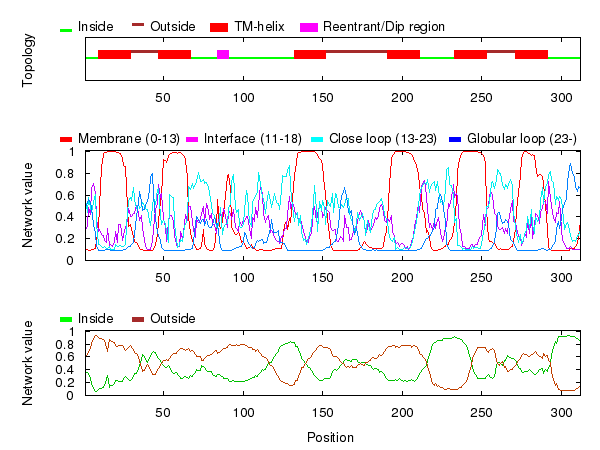 Inside Outside TM-helix Reentrant/Dip region
Topology
50 100 150 200 250 300
Membrane (0-13) Interface (11-18) Close loop (13-23) Globular loop (23-)
Network value
1
0.8
0.6
0.4
0.2
0
50 100 150 200 250 300
Inside Outside
Network value
1
0.8
0.6
0.4
0.2
0
50 100 150 200 250 300
Position